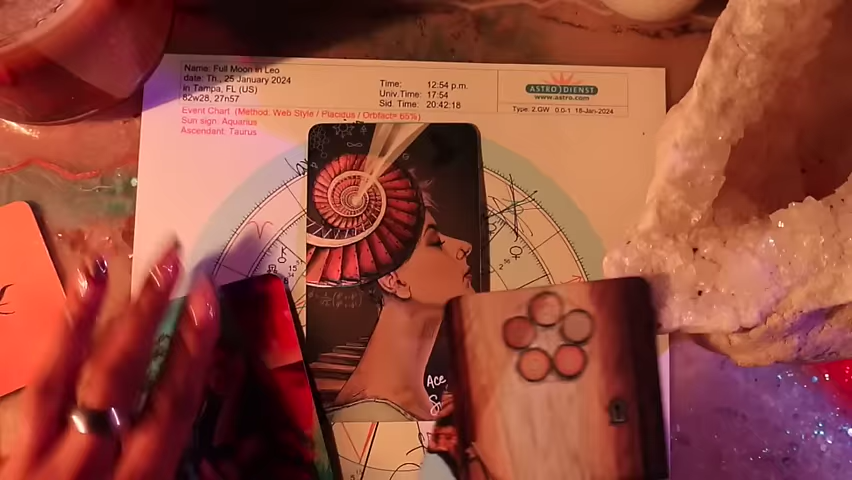 Name: Full Moon in Leo
date: Th., 25 January 2024
in Tampa, FL (US)
82w28, 27n57
Time: 12:54 p.m.
Univ.Time: 17:54
Sid. Time: 20:42:18
ASTRO DIENST
www.astro.com
Type: 2.GW 0.0-1 18-Jan-2024
Event Chart (Method: Web Style / Placidus / Orbfact= 65%)
Sun sign: Aquarius
Ascendant: Taurus
Ace